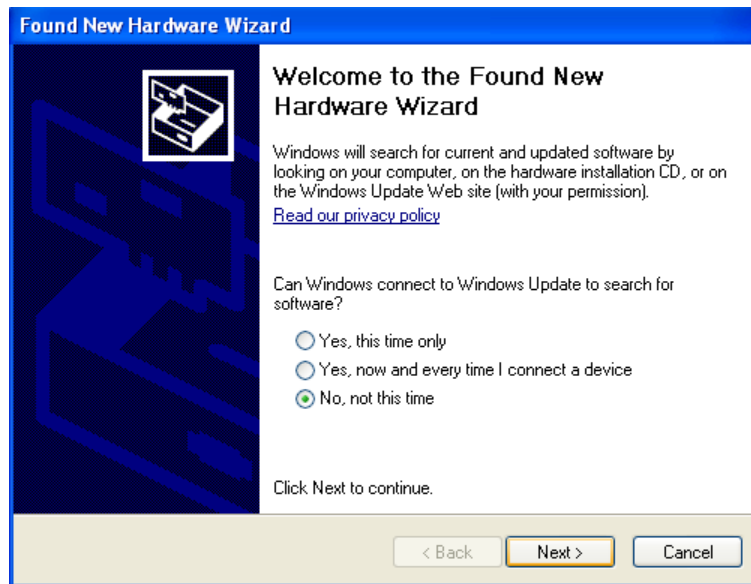 Found New Hardware Wizard
Welcome to the Found New
Hardware Wizard
Windows will search for current and updated software by
looking on your computer, on the hardware installation CD, or on
the Windows Update Web site (with your permission).
Read our privacy policy
Can Windows connect to Windows Update to search for
software?
Yes, this time only
Yes, now and every time I connect a device
No, not this time
Click Next to continue.
< Back
Next >
Cancel